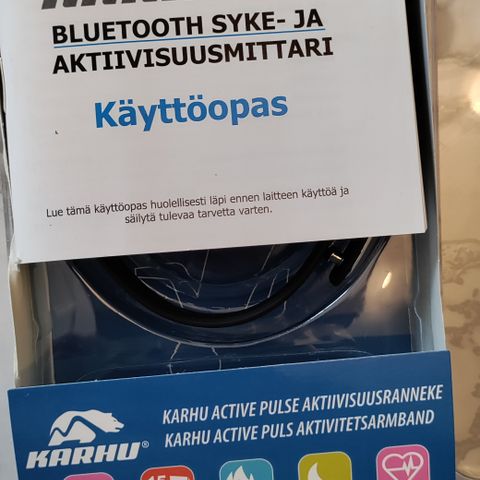 BLUETOOTH SYKE- JA
AKTIIVISUUSMITTARI
Käyttöopas
Lue tämä käyttöopas huolellisesti läpi ennen laitteen käyttöä ja
säilytä tulevaa tarvetta varten.
KARHU ACTIVE PULSE AKTIIVISUUSRANNEKE
KARHU ACTIVE PULS AKTIVITETSARMBAND
KARHU®
15